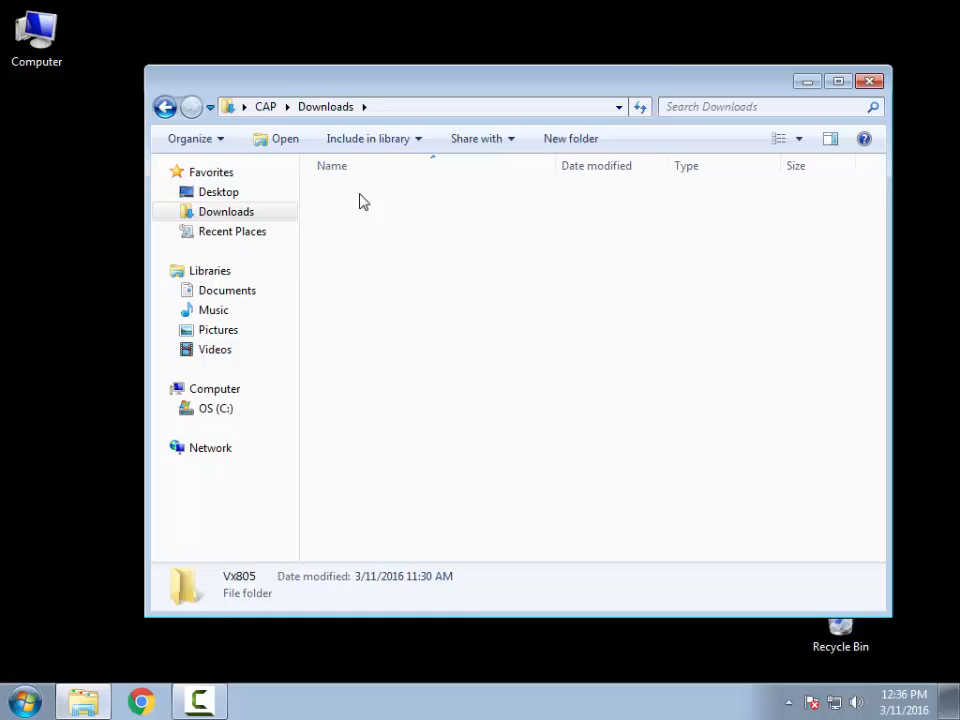 Computer
CAP Downloads
Search Downloads
Organize Open Include in library Share with New folder
Name Date modified Type Size
Favorites
Desktop
Downloads
Recent Places
Libraries
Documents
Music
Pictures
Videos
Computer
OS (C:)
Network
Vx805 Date modified: 3/11/2016 11:30 AM
File folder
Recycle Bin
12:36 PM
3/11/2016